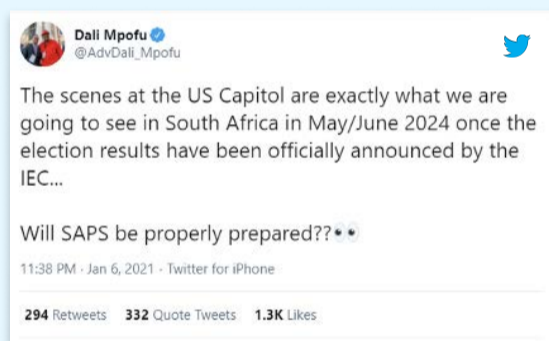 Dali Mpofu
@AdvDali_Mpofu
The scenes at the US Capitol are exactly what we are
going to see in South Africa in May/June 2024 once the
election results have been officially announced by the
IEC...
Will SAPS be properly prepared??👀
11:38 PM · Jan 6, 2021 · Twitter for iPhone
294 Retweets 332 Quote Tweets 1.3K Likes